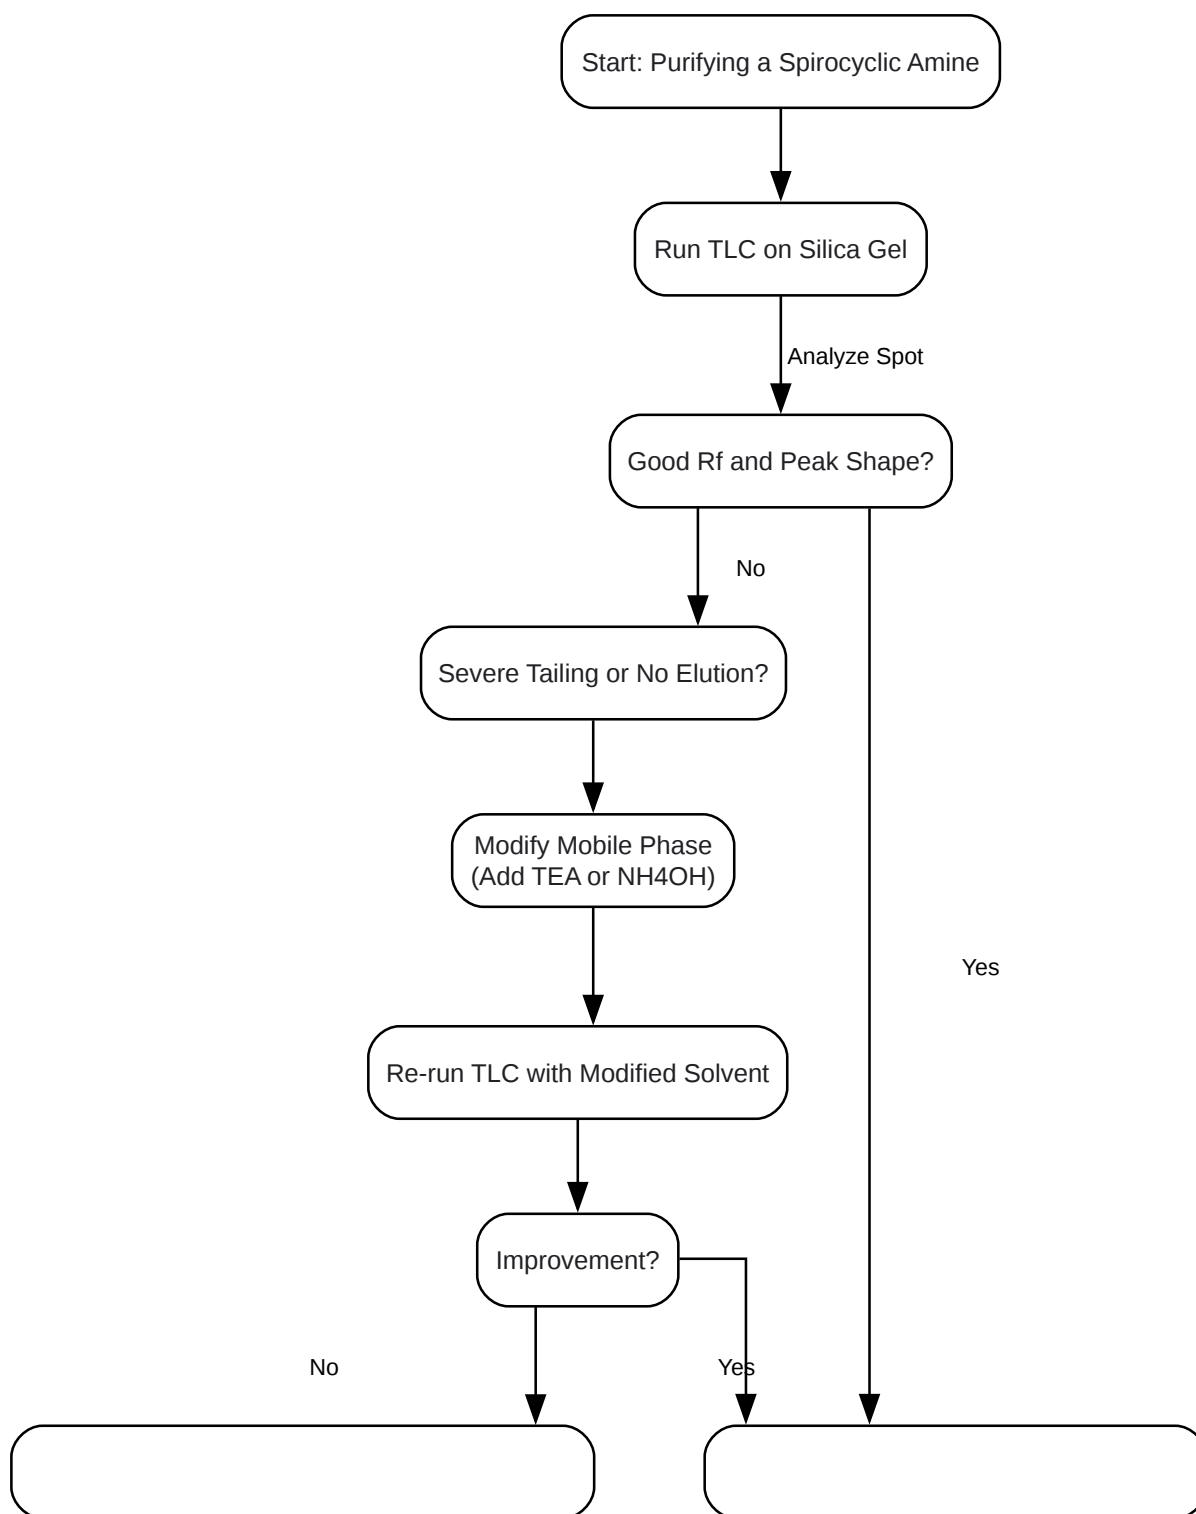 Start: Purifying a Spirocyclic Amine
Run TLC on Silica Gel
Analyze Spot
Good Rf and Peak Shape?
No
Severe Tailing or No Elution?
Modify Mobile Phase
(Add TEA or NH4OH)
Yes
Re-run TLC with Modified Solvent
Improvement?
No
Yes